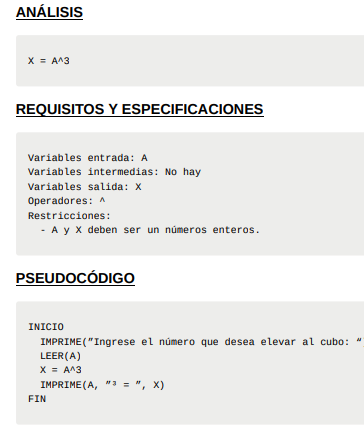 ANÁLISIS
X = A^3
REQUISITOS Y ESPECIFICACIONES
Variables entrada: A
Variables intermedias: No hay
Variables salida: X
Operadores: ^
Restricciones:
- A y X deben ser un números enteros.
PSEUDOCÓDIGO
INICIO
IMPRIME(”Ingrese el número que desea elevar al cubo: “
LEER(A)
X = A^3
IMPRIME(A, ”³ = ”, X)
FIN